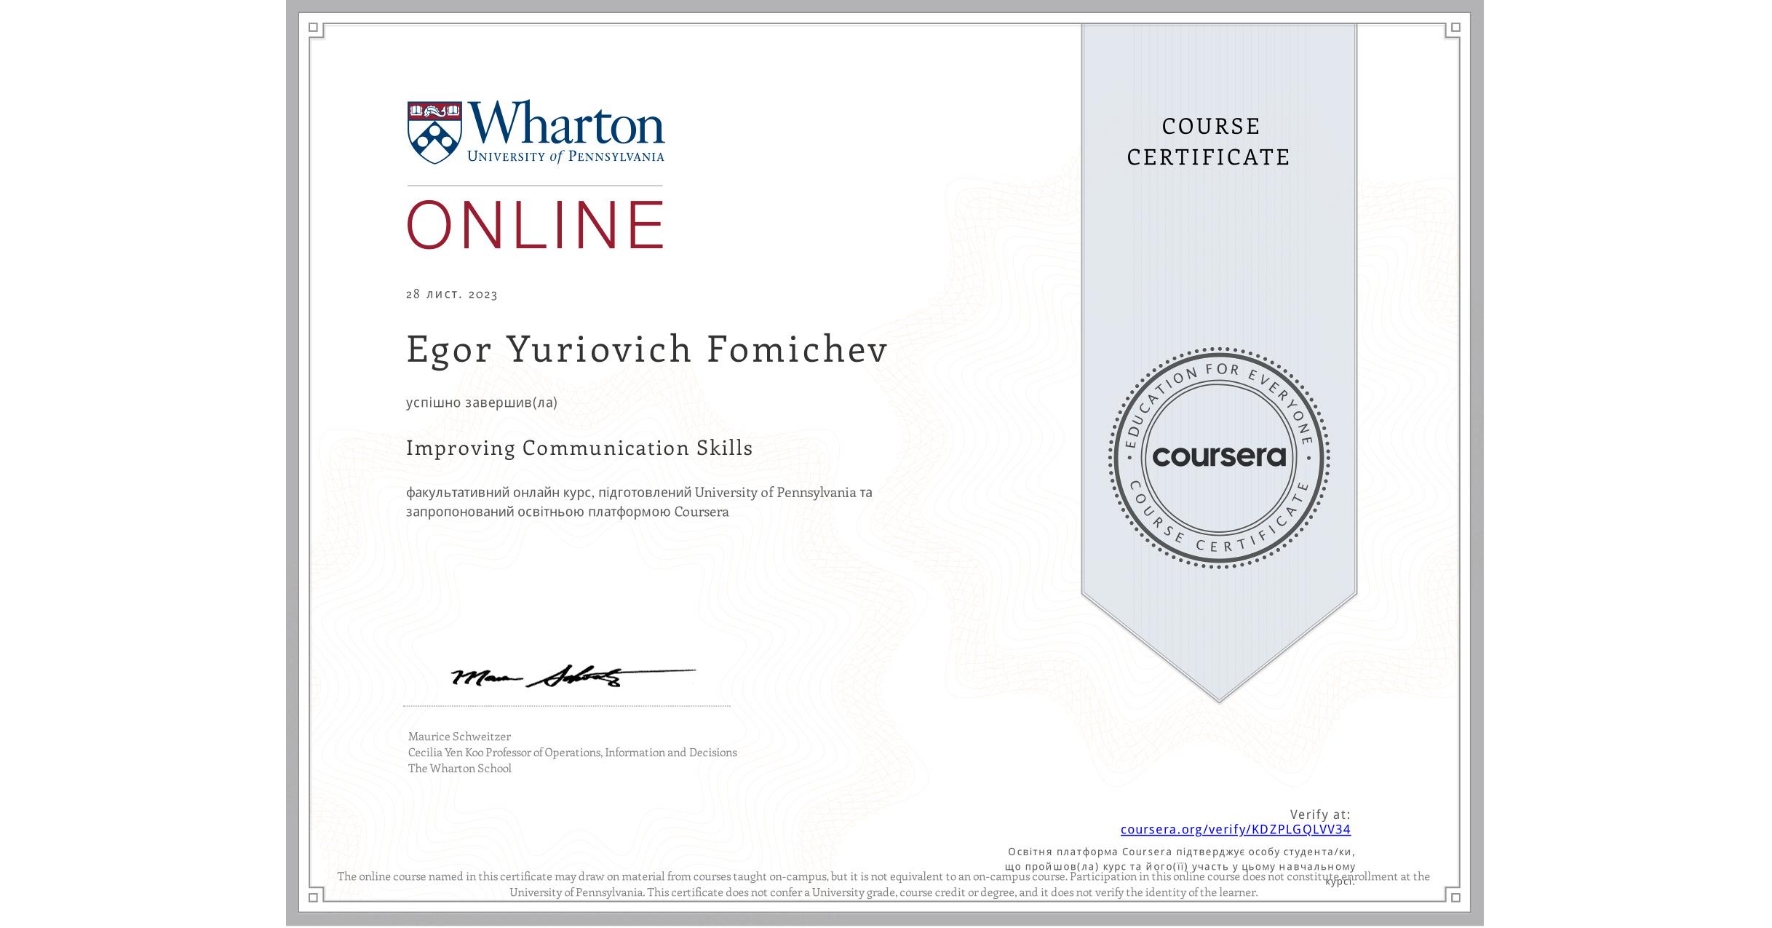 Wharton
UNIVERSITY of PENNSYLVANIA
ONLINE
28 лист. 2023
Egor Yuriovich Fomichev
успішно завершив(ла)
Improving Communication Skills
факультативний онлайн курс, підготовлений University of Pennsylvania та
запропонований освітньою платформою Coursera
Maurice Schweitzer
Cecilia Yen Koo Professor of Operations, Information and Decisions
The Wharton School
COURSE
CERTIFICATE
EDUCATION FOR EVERYONE
coursera
COURSE CERTIFICATE
Verify at:
coursera.org/verify/KDZPLGQLVV34
Освітня платформа Coursera підтверджує особу студента/ки,
що пройшов(ла) курс та його(її) участь у цьому навчальному
курсі.
The online course named in this certificate may draw on material from courses taught on-campus, but it is not equivalent to an on-campus course. Participation in this online course does not constitute enrollment at the
University of Pennsylvania. This certificate does not confer a University grade, course credit or degree, and it does not verify the identity of the learner.